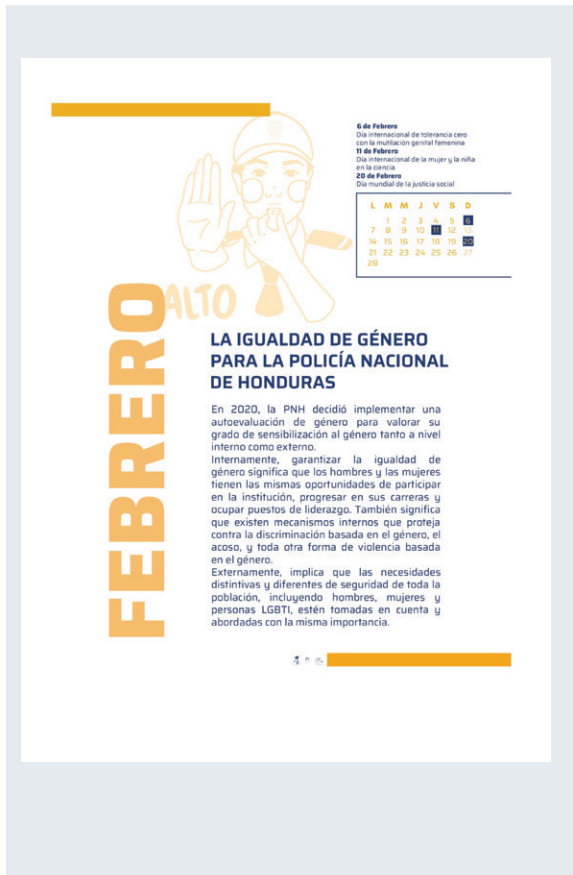 6 de Febrero
Día internacional de tolerancia cero
con la mutilación genital femenina
11 de Febrero
Día internacional de la mujer y la niña
en la ciencia
20 de Febrero
Día mundial de la justicia social
L M M J V S D
1 2 3 4 5 6
7 8 9 10 11 12 13
14 15 16 17 18 19 20
21 22 23 24 25 26 27
28
ALTO
FEBRERO
LA IGUALDAD DE GÉNERO
PARA LA POLICÍA NACIONAL
DE HONDURAS
En 2020, la PNH decidió implementar una
autoevaluación de género para valorar su
grado de sensibilización al género tanto a nivel
interno como externo.
Internamente, garantizar la igualdad de
género significa que los hombres y las mujeres
tienen las mismas oportunidades de participar
en la institución, progresar en sus carreras y
ocupar puestos de liderazgo. También significa
que existen mecanismos internos que proteja
contra la discriminación basada en el género, el
acoso, y toda otra forma de violencia basada
en el género.
Externamente, implica que las necesidades
distintivas y diferentes de seguridad de toda la
población, incluyendo hombres, mujeres y
personas LGBTI, estén tomadas en cuenta y
abordadas con la misma importancia.